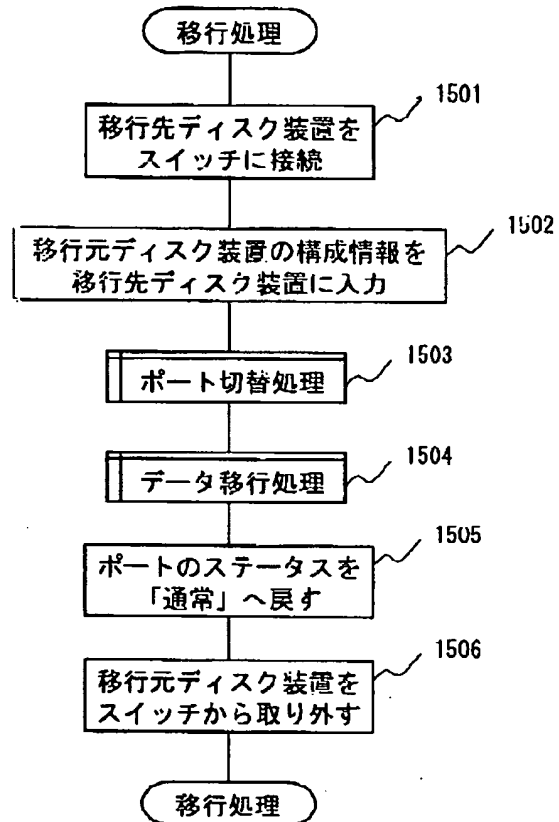 移行処理
1501
移行先ディスク装置を
スイッチに接続
1502
移行元ディスク装置の構成情報を
移行先ディスク装置に入力
1503
ポート切替処理
1504
データ移行処理
1505
ポートのステータスを
「通常」へ戻す
1506
移行元ディスク装置を
スイッチから取り外す
移行処理